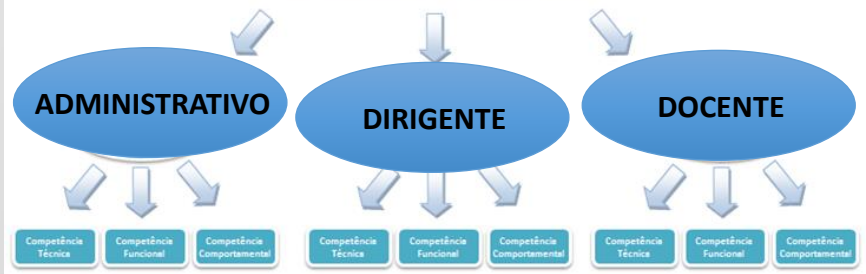 ADMINISTRATIVO
DIRIGENTE
DOCENTE
Competência
Técnica
Competência
Funcional
Competência
Comportamental
Competência
Técnica
Competência
Funcional
Competência
Comportamental
Competência
Técnica
Competência
Funcional
Competência
Comportamental